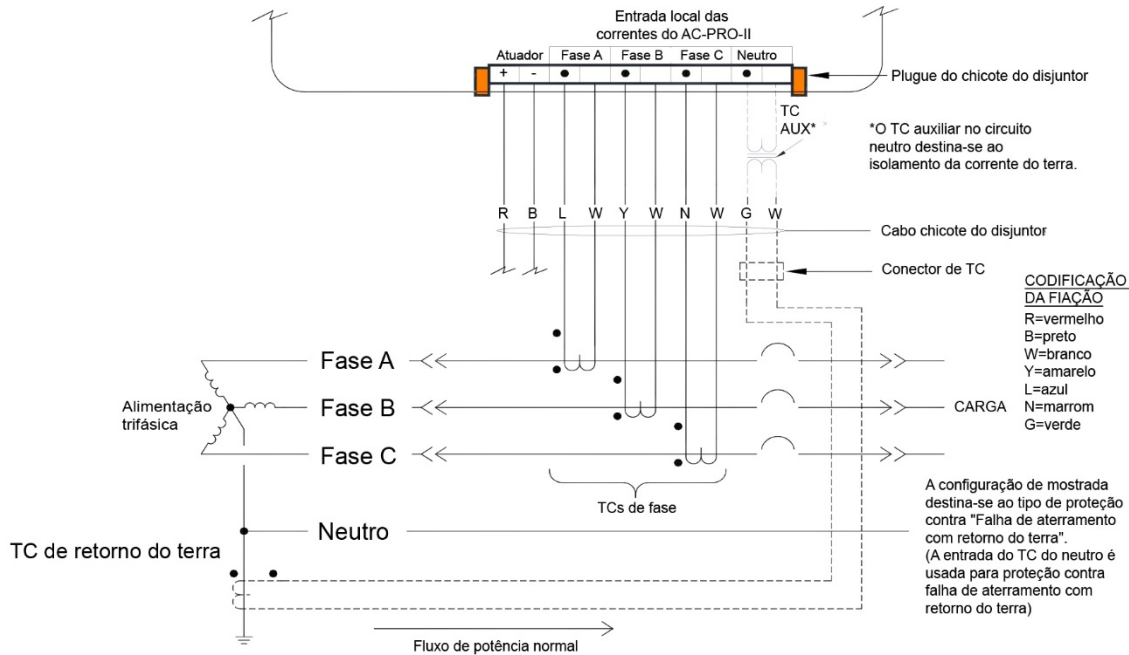 Entrada local das
correntes do AC-PRO-II
Atuador
Fase A
Fase B
Fase C
Neutro
+
-
Plugue do chicote do disjuntor
TC
AUX*
*O TC auxiliar no circuito
neutro destina-se ao
isolamento da corrente do terra.
R B L W Y W N W G W
Cabo chicote do disjuntor
Conector de TC
CODIFICAÇÃO
DA FIAÇÃO
R=vermelho
B=preto
W=branco
Y=amarelo
L=azul
N=marrom
G=verde
Fase A
Alimentação
trifásica
Fase B
CARGA
Fase C
TCs de fase
A configuração de mostrada
destina-se ao tipo de proteção
contra "Falha de aterramento
com retorno do terra".
(A entrada do TC do neutro é
usada para proteção contra
falha de aterramento com
retorno do terra)
Neutro
TC de retorno do terra
Fluxo de potência normal